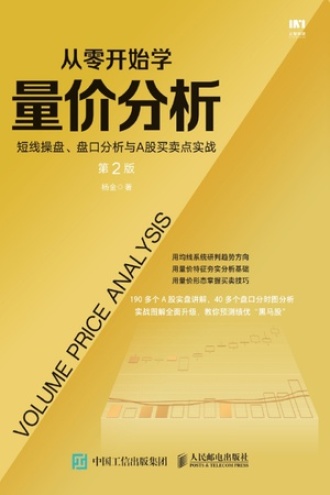 从零开始学
量价分析
短线操盘、盘口分析与A股买卖点实战
第2版
杨金◎著
VOLUME PRICE ANALYSIS
用均线系统研判趋势方向
用量价特征夯实分析基础
用量价形态掌握买卖技巧
190多个A股实盘讲解，40多个盘口分时图分析
实战图解全面升级，教你预测绩优“黑马股”
中国工信出版集团
人民邮电出版社